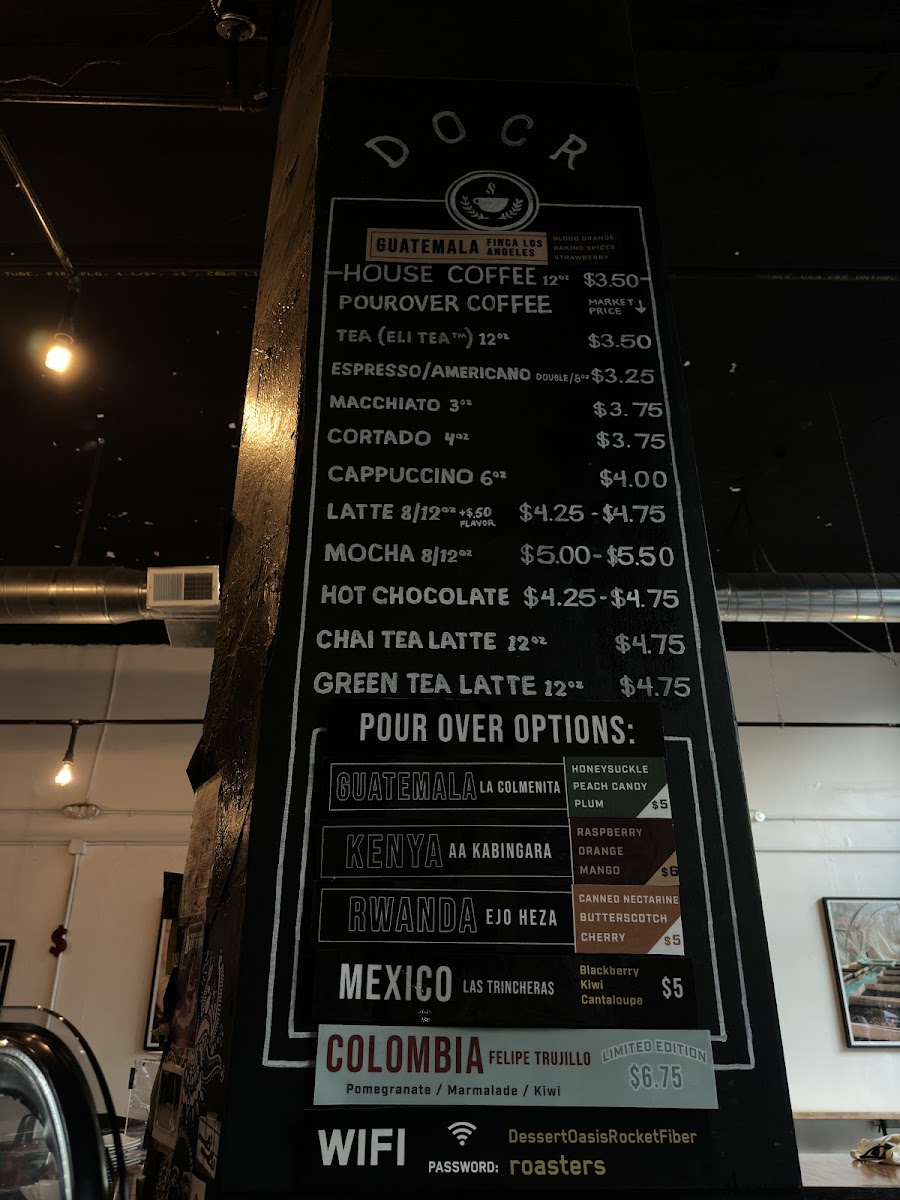 DOCR
GUATEMALA FINCA LOS ANGELES
BLOOD ORANGE
BAKING SPICES
STRAWBERRY
HOUSE COFFEE 12oz $3.50
POUROVER COFFEE MARKET PRICE ↓
TEA (ELI TEA™) 12oz $3.50
ESPRESSO/AMERICANO DOUBLE/8oz $3.25
MACCHIATO 3oz $3.75
CORTADO 4oz $3.75
CAPPUCCINO 6oz $4.00
LATTE 8/12oz +$.50 FLAVOR $4.25-$4.75
MOCHA 8/12oz $5.00-$5.50
HOT CHOCOLATE $4.25-$4.75
CHAI TEA LATTE 12oz $4.75
GREEN TEA LATTE 12oz $4.75
POUR OVER OPTIONS:
GUATEMALA LA COLMENITA
HONEYSUCKLE
PEACH CANDY
PLUM $5
KENYA AA KABINGARA
RASPBERRY
ORANGE
MANGO $6
RWANDA EJO HEZA
CANNED NECTARINE
BUTTERSCOTCH
CHERRY $5
MEXICO LAS TRINCHERAS
Blackberry
Kiwi
Cantaloupe
$5
COLOMBIA FELIPE TRUJILLO
LIMITED EDITION
$6.75
Pomegranate / Marmalade / Kiwi
WIFI DessertOasisRocketFiber
PASSWORD: roasters